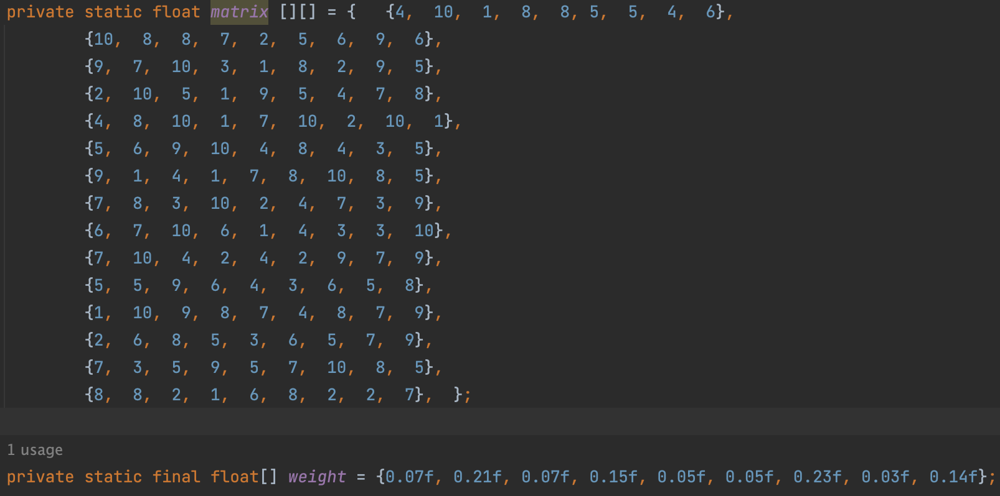 private static float matrix [][] = {   {4,  10,  1,  8,  8, 5,  5,  4,  6},
{10,  8,  8,  7,  2,  5,  6,  9,  6},
{9,  7,  10,  3,  1,  8,  2,  9,  5},
{2,  10,  5,  1,  9,  5,  4,  7,  8},
{4,  8,  10,  1,  7,  10,  2,  10,  1},
{5,  6,  9,  10,  4,  8,  4,  3,  5},
{9,  1,  4,  1,  7,  8,  10,  8,  5},
{7,  8,  3,  10,  2,  4,  7,  3,  9},
{6,  7,  10,  6,  1,  4,  3,  3,  10},
{7,  10,  4,  2,  4,  2,  9,  7,  9},
{5,  5,  9,  6,  4,  3,  6,  5,  8},
{1,  10,  9,  8,  7,  4,  8,  7,  9},
{2,  6,  8,  5,  3,  6,  5,  7,  9},
{7,  3,  5,  9,  5,  7,  10,  8,  5},
{8,  8,  2,  1,  6,  8,  2,  2,  7},  };
1 usage
private static final float[] weight = {0.07f, 0.21f, 0.07f, 0.15f, 0.05f, 0.05f, 0.23f, 0.03f, 0.14f};